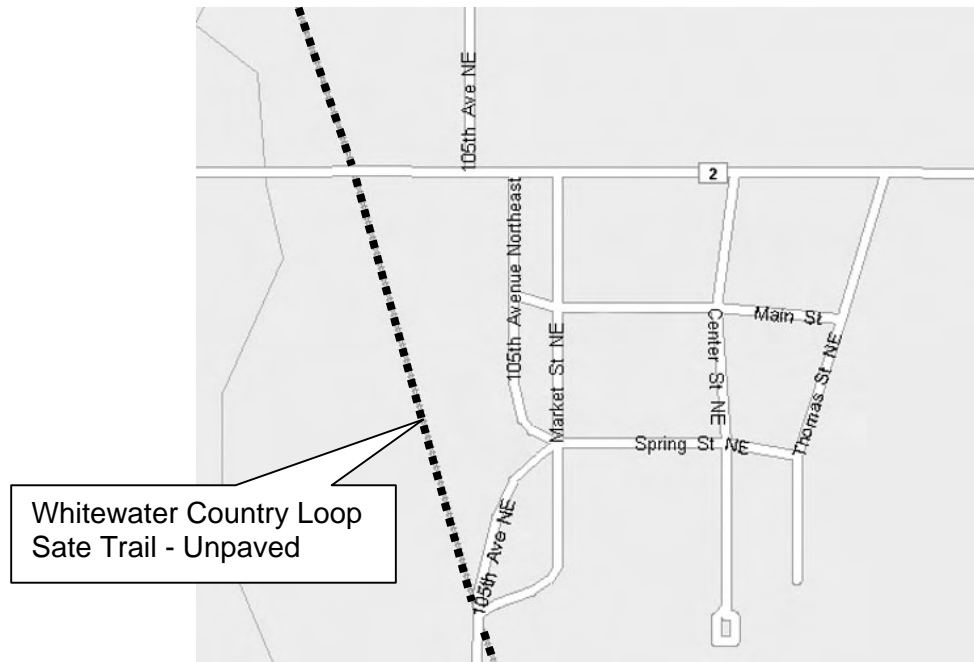 105th Ave NE
2
105th Avenue Northeast
Main St
Center St NE
Market St NE
Thomas St NE
Spring St NE
Whitewater Country Loop
Sate Trail - Unpaved
105th Ave NE